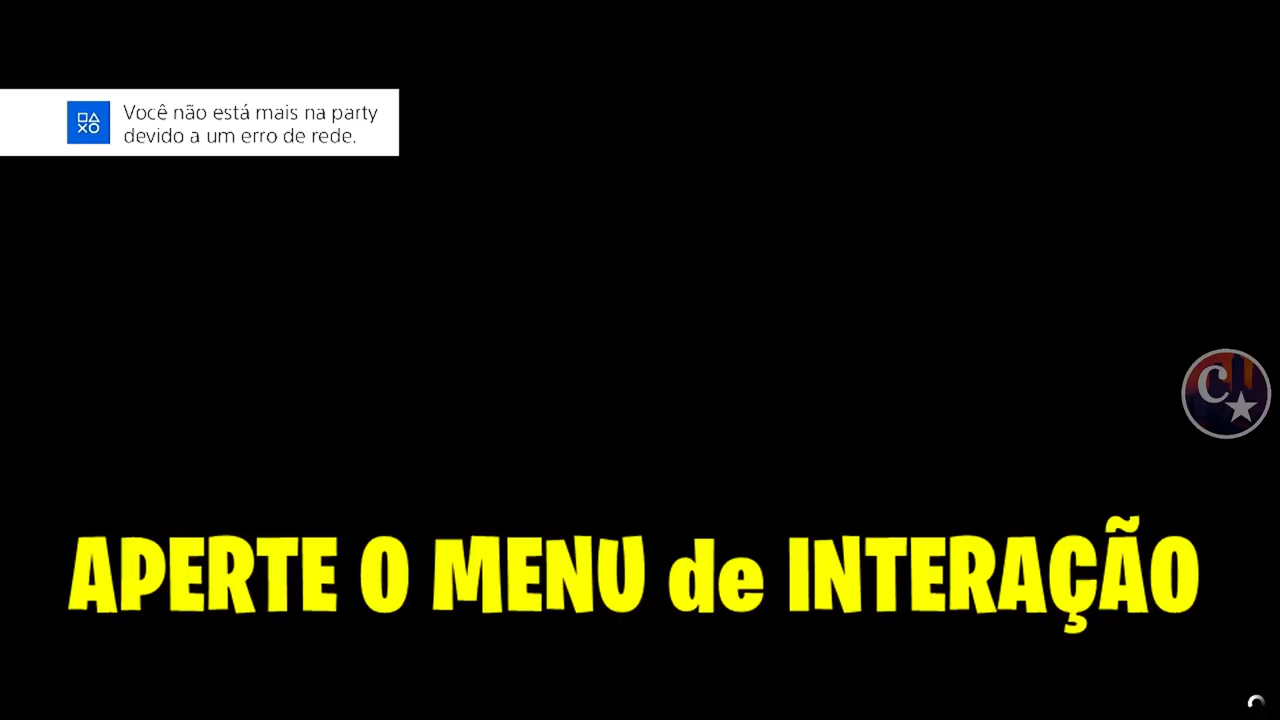 Você não está mais na party
devido a um erro de rede.
C
APERTE O MENU de INTERAÇÃO